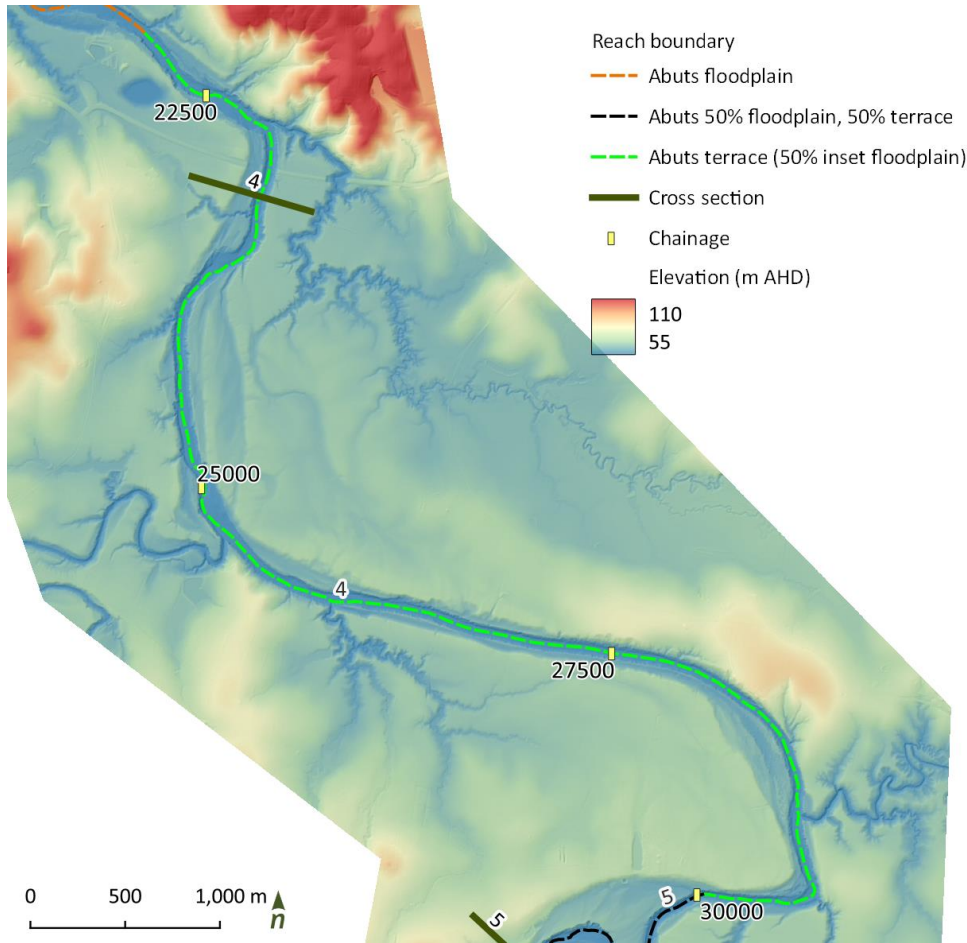 Reach boundary
Abuts floodplain
Abuts 50% floodplain, 50% terrace
Abuts terrace (50% inset floodplain)
Cross section
Chainage
Elevation (m AHD)
110
55
22500
4
25000
4
27500
5
30000
5
0 500 1,000 m
n